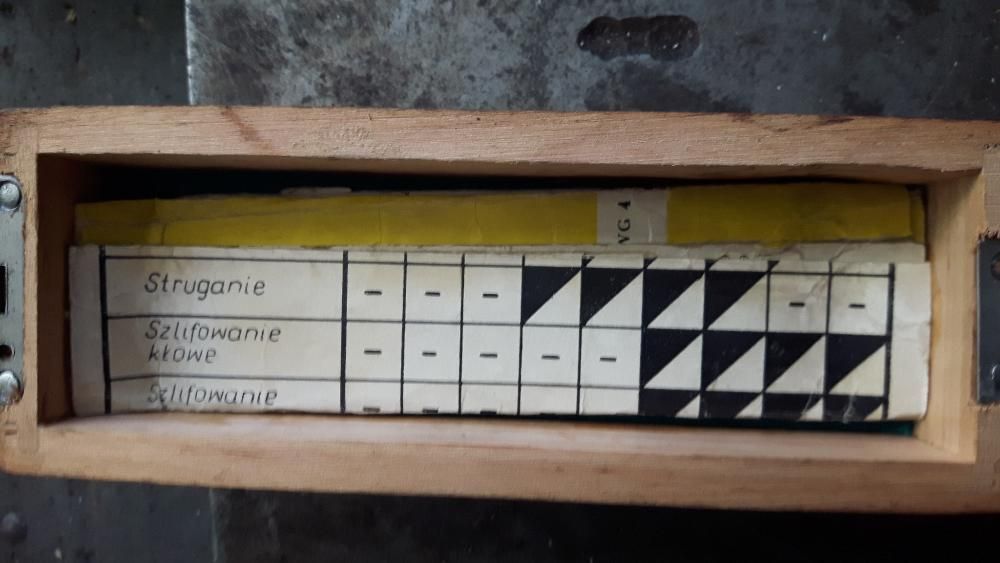 VG 4
Struganie - - - - -
Szlifowanie
kłowe - - - - -
Szlifowanie - - - - -